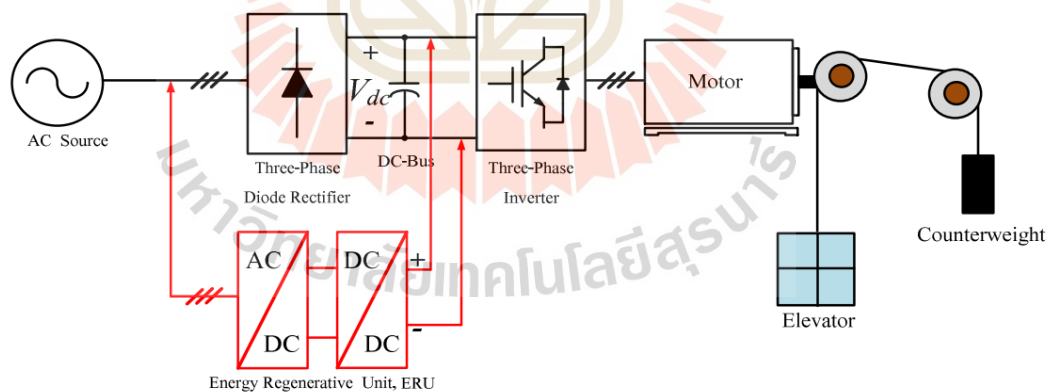 AC Source
Three-Phase
Diode Rectifier
+
Vdc
-
DC-Bus
Three-Phase
Inverter
Motor
Elevator
Counterweight
AC
DC
DC
DC
+
-
Energy Regenerative Unit, ERU
มหาวิทยาลัยเทคโนโลยีสุรนารี